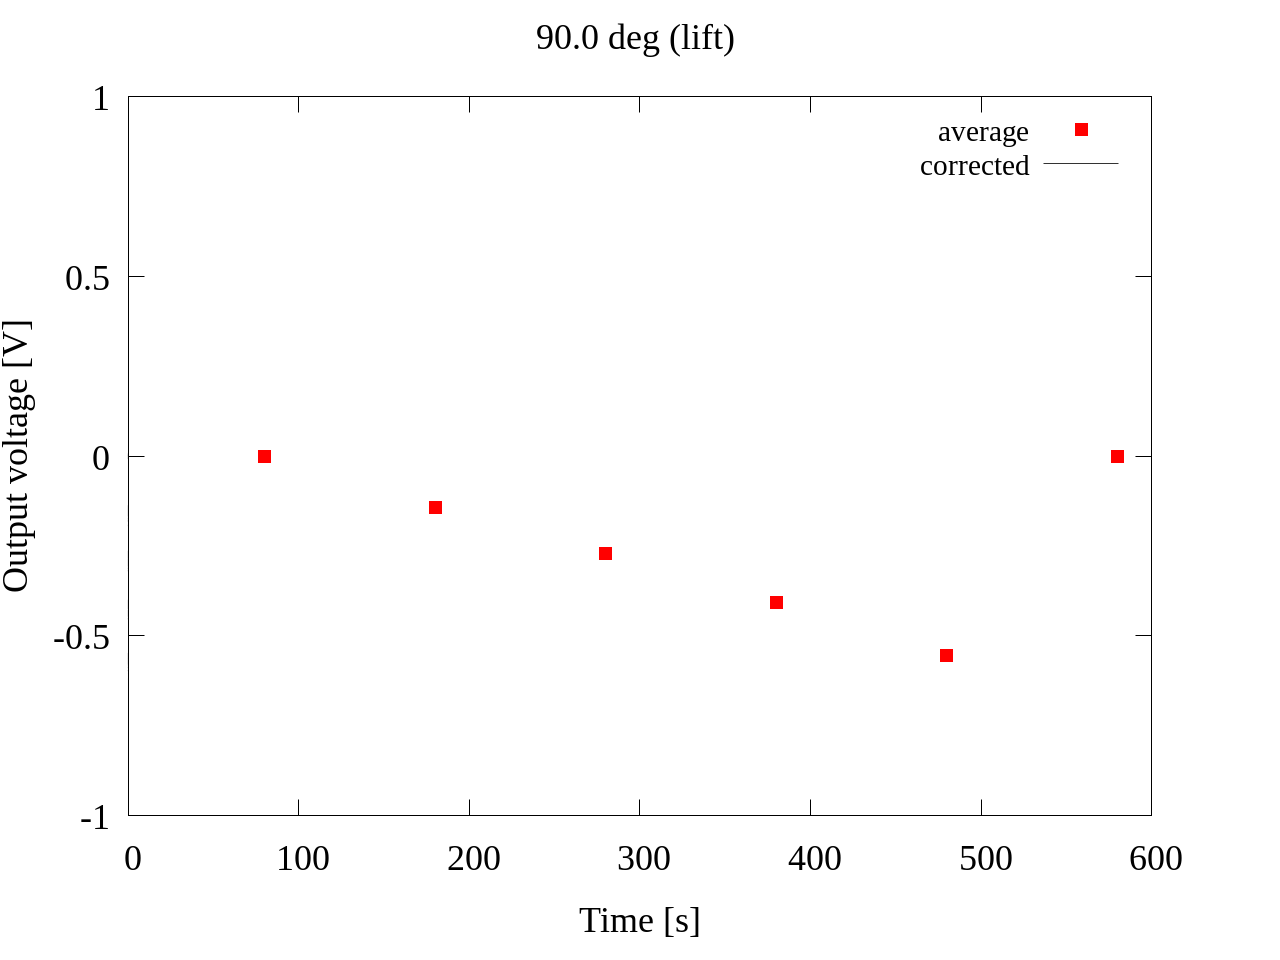 90.0 deg (lift)
average
corrected
Output voltage [V]
1
0.5
0
-0.5
-1
0 100 200 300 400 500 600
Time [s]